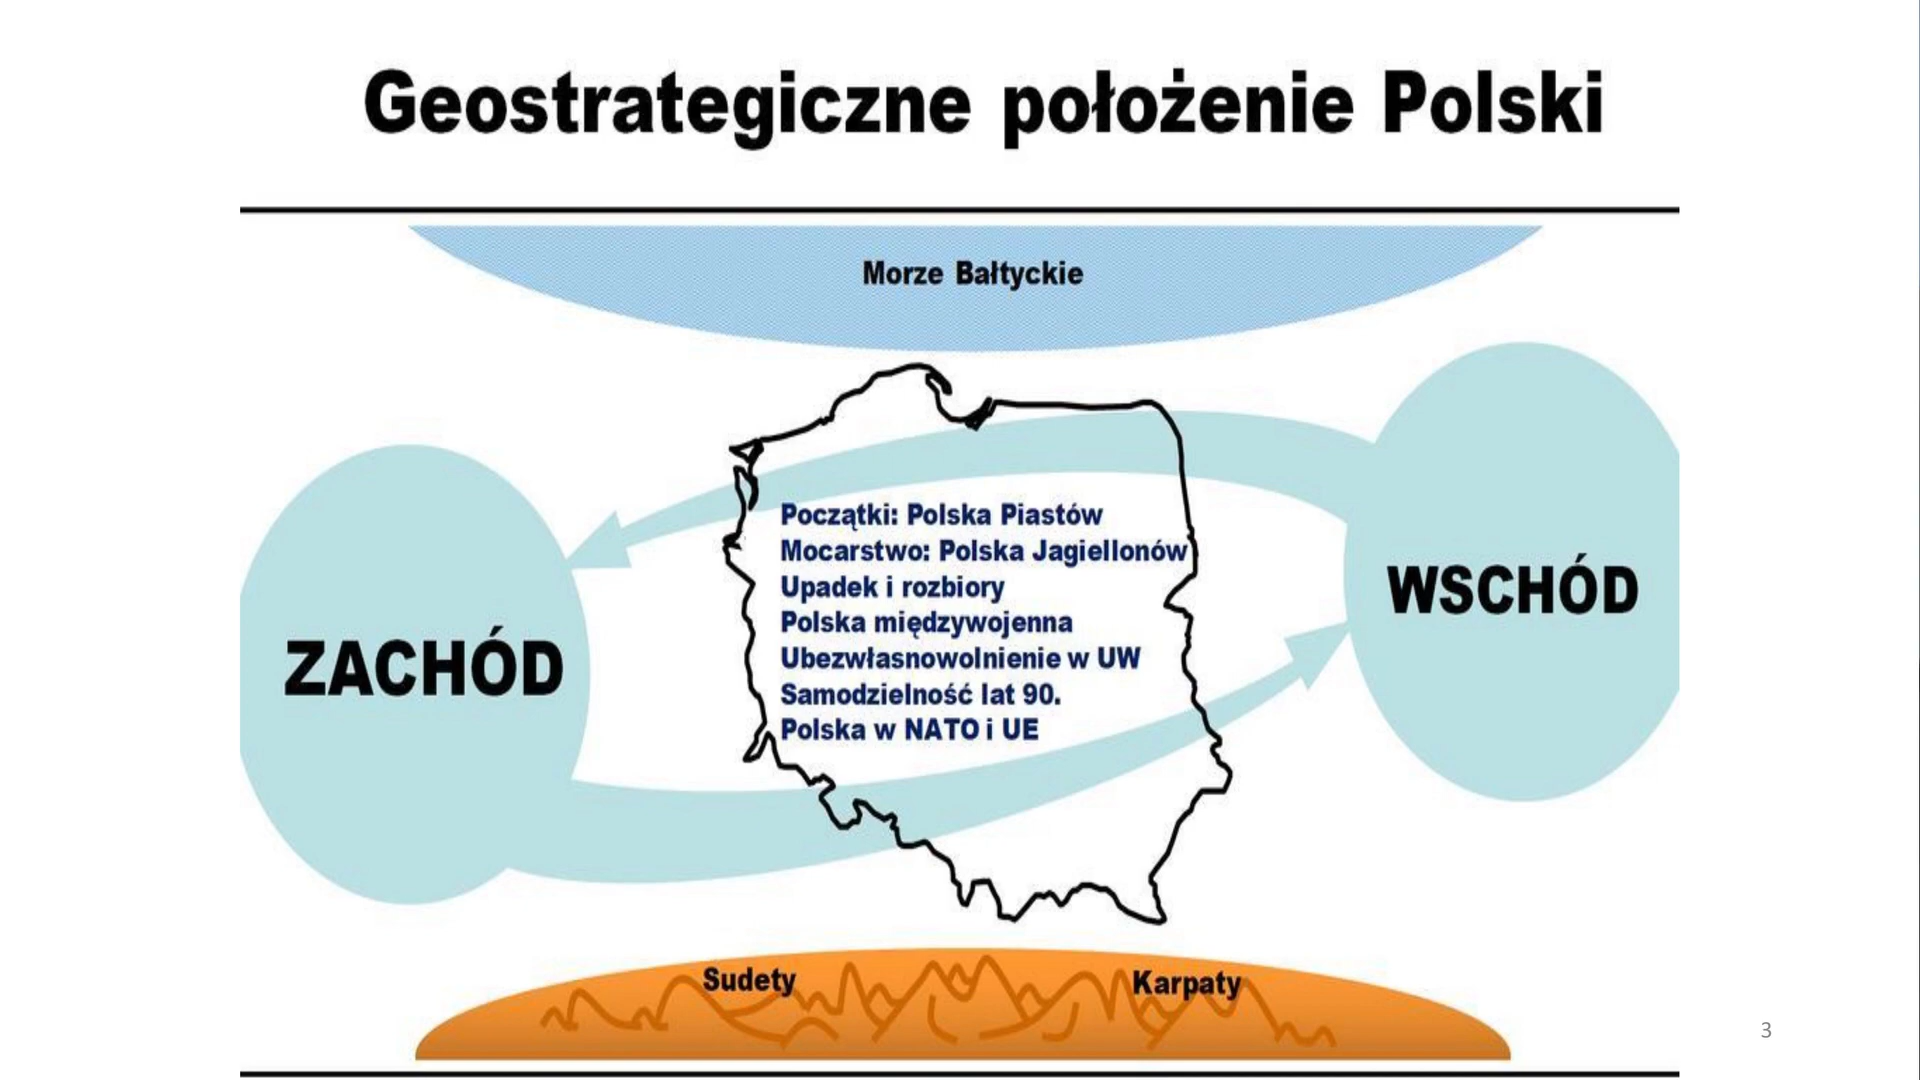 Geostrategiczne położenie Polski
Morze Bałtyckie
ZACHÓD
Początki: Polska Piastów
Mocarstwo: Polska Jagiellonów
Upadek i rozbiory
Polska międzywojenna
Ubezwłasnowolnienie w UW
Samodzielność lat 90.
Polska w NATO i UE
WSCHÓD
Sudety
Karpaty
3